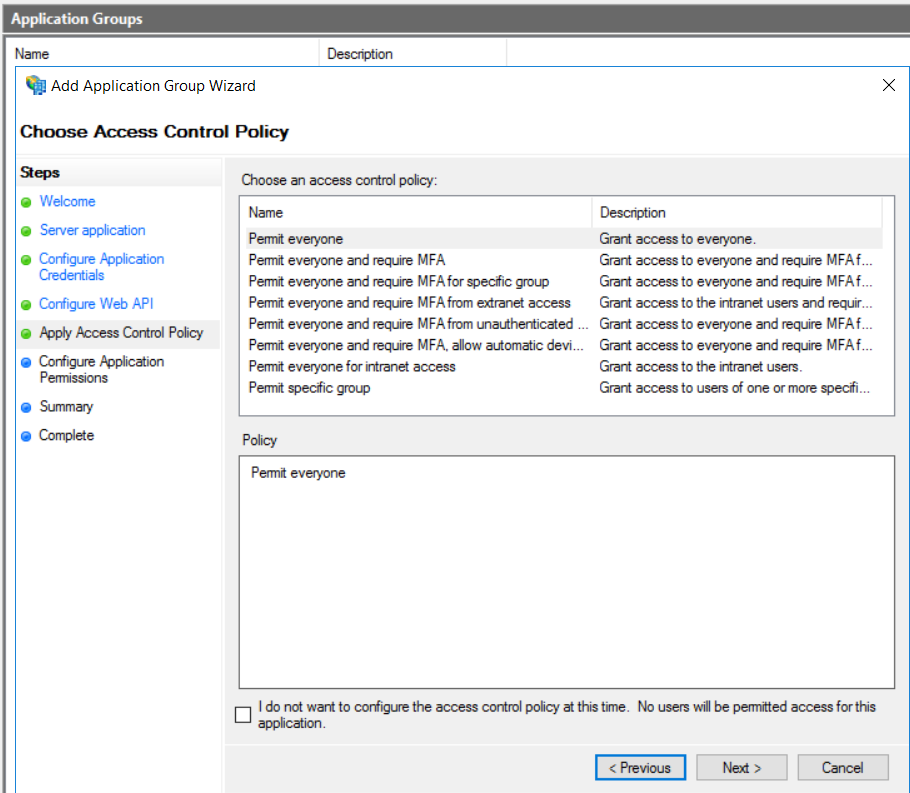 Application Groups
Name Description
Add Application Group Wizard
Choose Access Control Policy
Steps
Welcome
Server application
Configure Application
Credentials
Configure Web API
Apply Access Control Policy
Configure Application
Permissions
Summary
Complete
Choose an access control policy:
Name Description
Permit everyone Grant access to everyone.
Permit everyone and require MFA Grant access to everyone and require MFA f...
Permit everyone and require MFA for specific group Grant access to everyone and require MFA f...
Permit everyone and require MFA from extranet access Grant access to the intranet users and requir...
Permit everyone and require MFA from unauthenticated ... Grant access to everyone and require MFA f...
Permit everyone and require MFA, allow automatic devi... Grant access to everyone and require MFA f...
Permit everyone for intranet access Grant access to the intranet users.
Permit specific group Grant access to users of one or more specifi...
Policy
Permit everyone
I do not want to configure the access control policy at this time. No users will be permitted access for this
application.
< Previous Next > Cancel